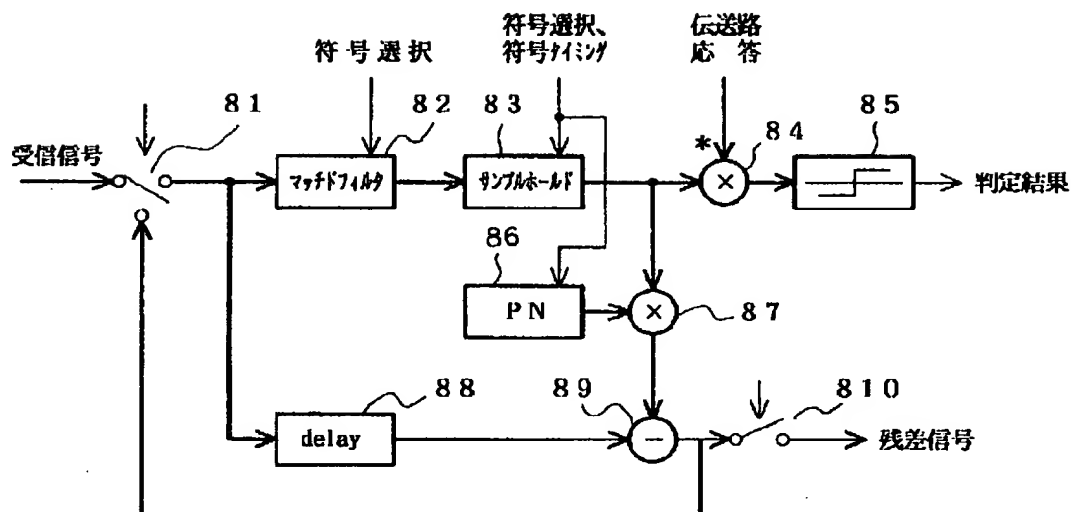 符号選択
符号選択、
符号タイミング
伝送路
応答
81
82
83
84
85
*
受信信号
マッチドフィルタ
サンプルホールド
×
判定結果
86
PN
×
87
88
89
810
delay
−
残差信号